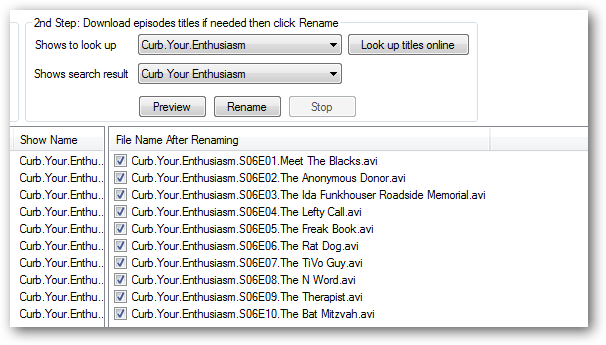 2nd Step: Download episodes titles if needed then click Rename
Shows to look up Curb.Your.Enthusiasm Look up titles online
Shows search result Curb Your Enthusiasm
Preview Rename Stop
Show Name File Name After Renaming
Curb.Your.Enthu... Curb.Your.Enthusiasm.S06E01.Meet The Blacks.avi
Curb.Your.Enthu... Curb.Your.Enthusiasm.S06E02.The Anonymous Donor.avi
Curb.Your.Enthu... Curb.Your.Enthusiasm.S06E03.The Ida Funkhouser Roadside Memorial.avi
Curb.Your.Enthu... Curb.Your.Enthusiasm.S06E04.The Lefty Call.avi
Curb.Your.Enthu... Curb.Your.Enthusiasm.S06E05.The Freak Book.avi
Curb.Your.Enthu... Curb.Your.Enthusiasm.S06E06.The Rat Dog.avi
Curb.Your.Enthu... Curb.Your.Enthusiasm.S06E07.The TiVo Guy.avi
Curb.Your.Enthu... Curb.Your.Enthusiasm.S06E08.The N Word.avi
Curb.Your.Enthu... Curb.Your.Enthusiasm.S06E09.The Therapist.avi
Curb.Your.Enthu... Curb.Your.Enthusiasm.S06E10.The Bat Mitzvah.avi